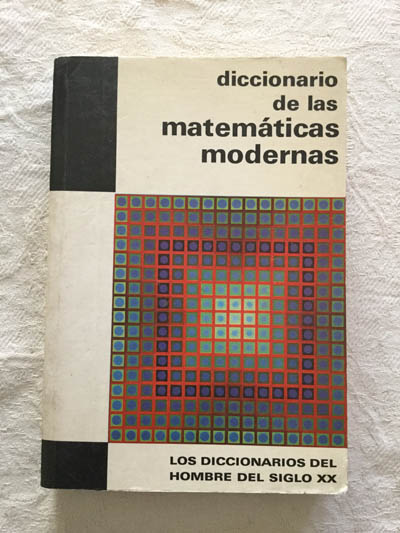 diccionario
de las
matemáticas
modernas
LOS DICCIONARIOS DEL
HOMBRE DEL SIGLO XX